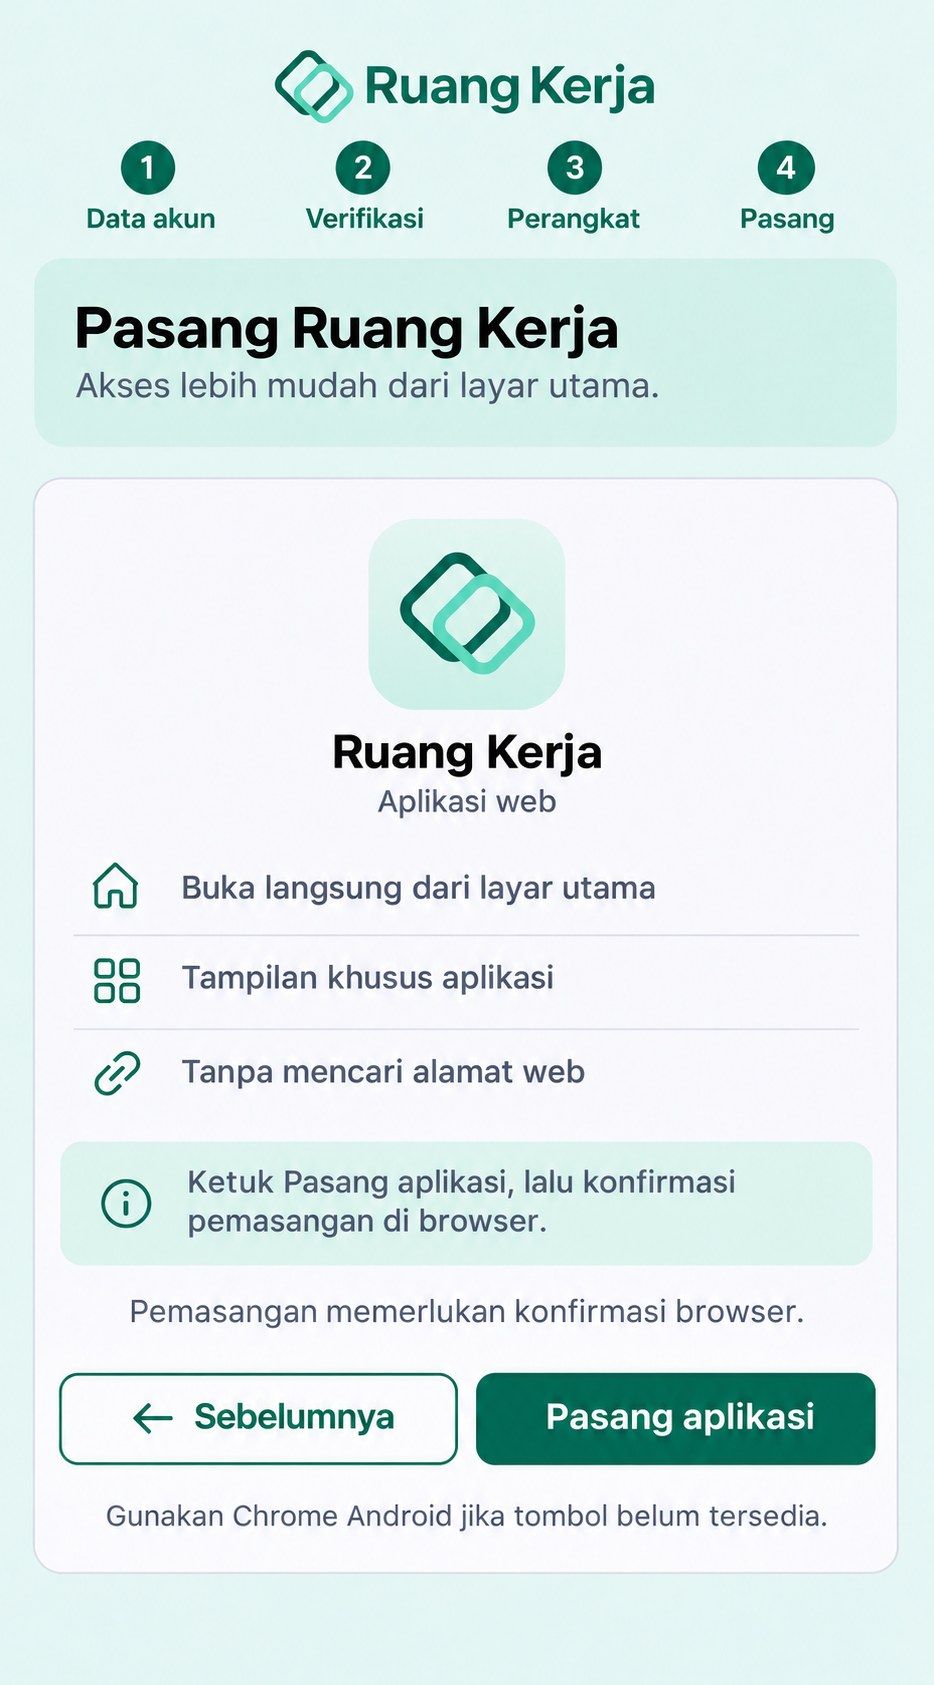 Ruang Kerja
1 2 3 4
Data akun Verifikasi Perangkat Pasang
Pasang Ruang Kerja
Akses lebih mudah dari layar utama.
Ruang Kerja
Aplikasi web
Buka langsung dari layar utama
Tampilan khusus aplikasi
Tanpa mencari alamat web
Ketuk Pasang aplikasi, lalu konfirmasi
pemasangan di browser.
Pemasangan memerlukan konfirmasi browser.
← Sebelumnya Pasang aplikasi
Gunakan Chrome Android jika tombol belum tersedia.